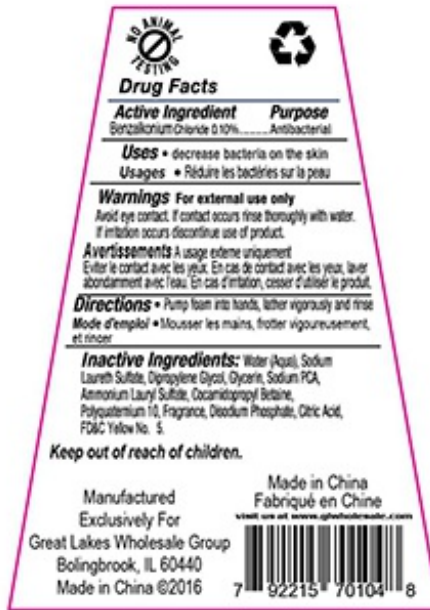 NO ANIMAL TESTING
Drug Facts
Active Ingredient Purpose
Benzalkonium Chloride 0.10%......... Antibacterial
Uses • decrease bacteria on the skin
Usages • Réduire les bactéries sur la peau
Warnings For external use only
Avoid eye contact. If contact occurs rinse thoroughly with water.
If irritation occurs discontinue use of product.
Avertissements A usage externe uniquement
Eviter le contact avec les yeux. En cas de contact avec les yeux, laver
abondamment avec l'eau. En cas d'irritation, cesser d'utiliser le produit.
Directions • Pump foam into hands, lather vigorously and rinse
Mode d'emploi • Mousser les mains, frotter vigoureusement,
et rincer
Inactive Ingredients: Water (Aqua), Sodium
Laureth Sulfate, Dipropylene Glycol, Glycerin, Sodium PCA,
Ammonium Lauryl Sulfate, Cocamidopropyl Betaine,
Polyquaternium 10, Fragrance, Disodium Phosphate, Citric Acid,
FD&C Yellow No. 5.
Keep out of reach of children.
Manufactured
Exclusively For
Great Lakes Wholesale Group
Bolingbrook, IL 60440
Made in China ©2016
Made in China
Fabriqué en Chine
visit us at www.glwholesale.com
7 92215 70104 8